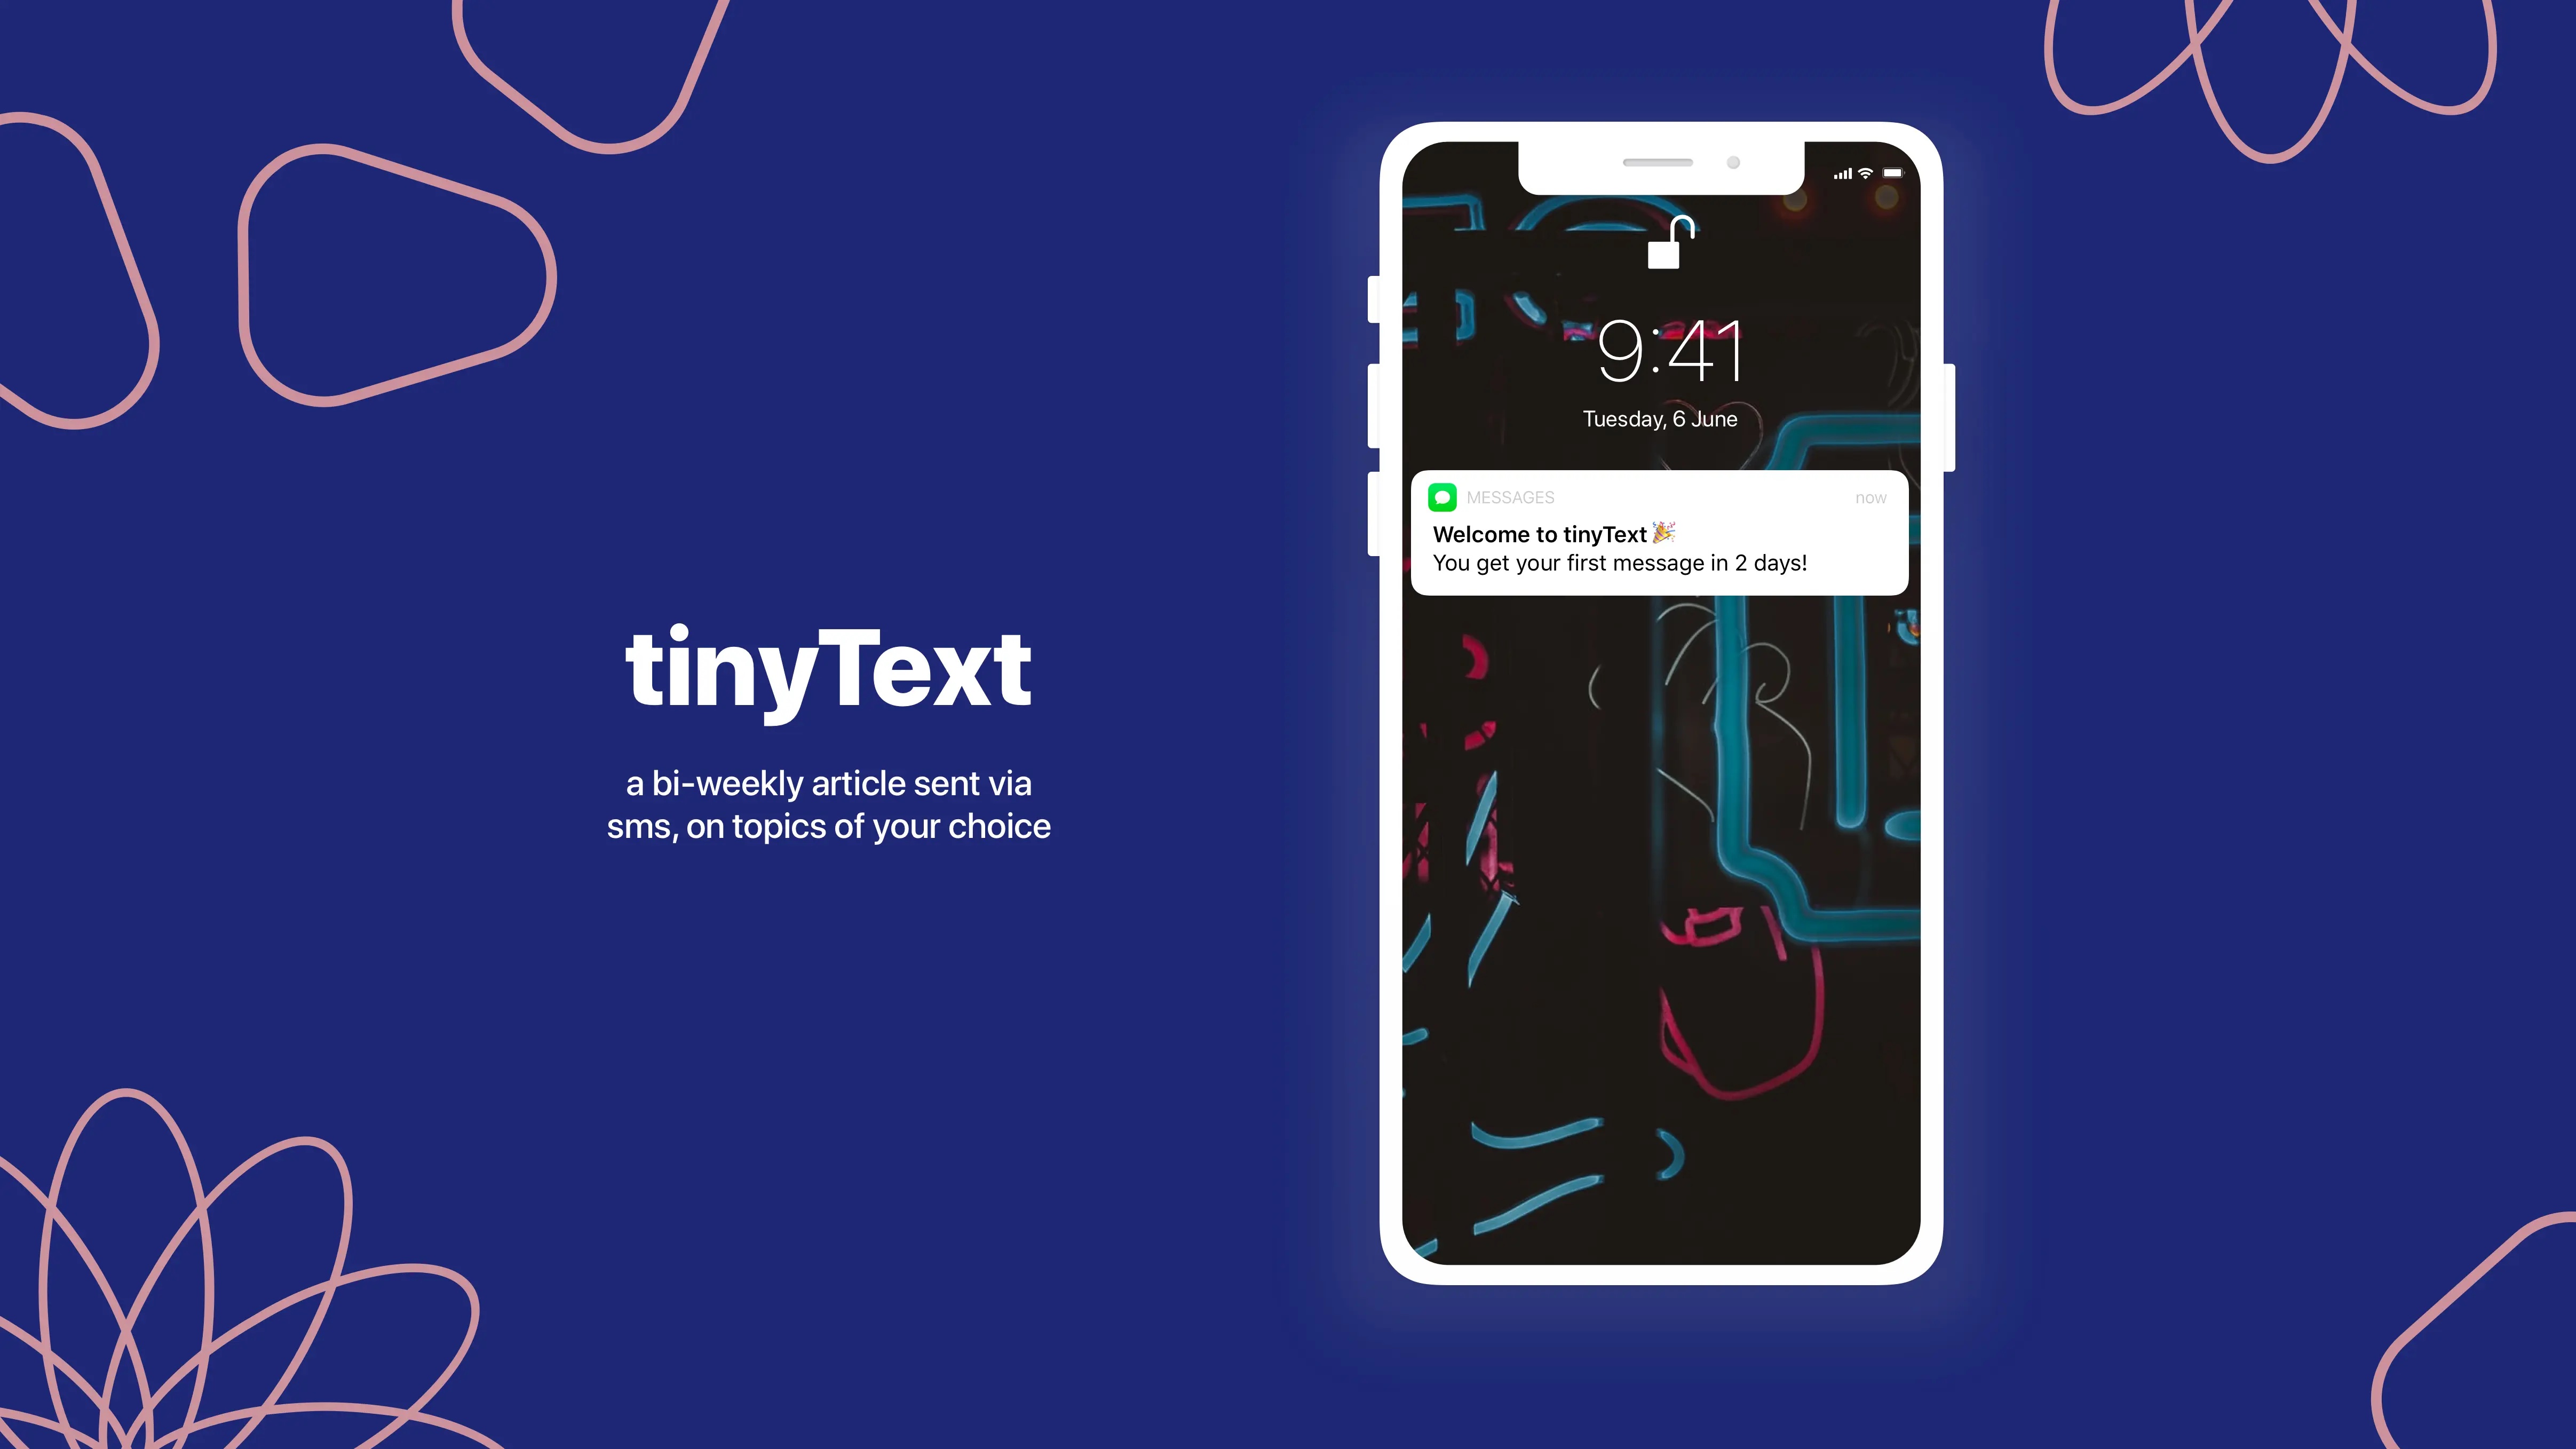 tinyText
a bi-weekly article sent via
sms, on topics of your choice
9:41
Tuesday, 6 June
MESSAGES
now
Welcome to tinyText 🎉
You get your first message in 2 days!